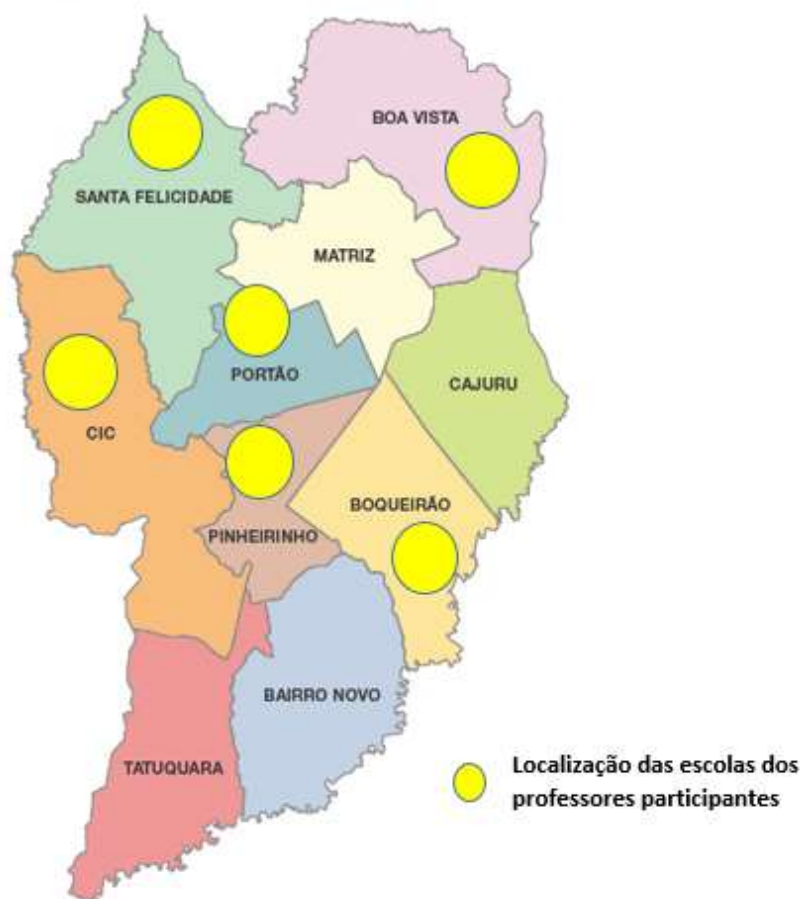 BOA VISTA
SANTA FELICIDADE
MATRIZ
PORTÃO
CAJURU
CIC
BOQUEIRÃO
PINHEIRINHO
BAIRRO NOVO
TATUQUARA
Localização das escolas dos
professores participantes